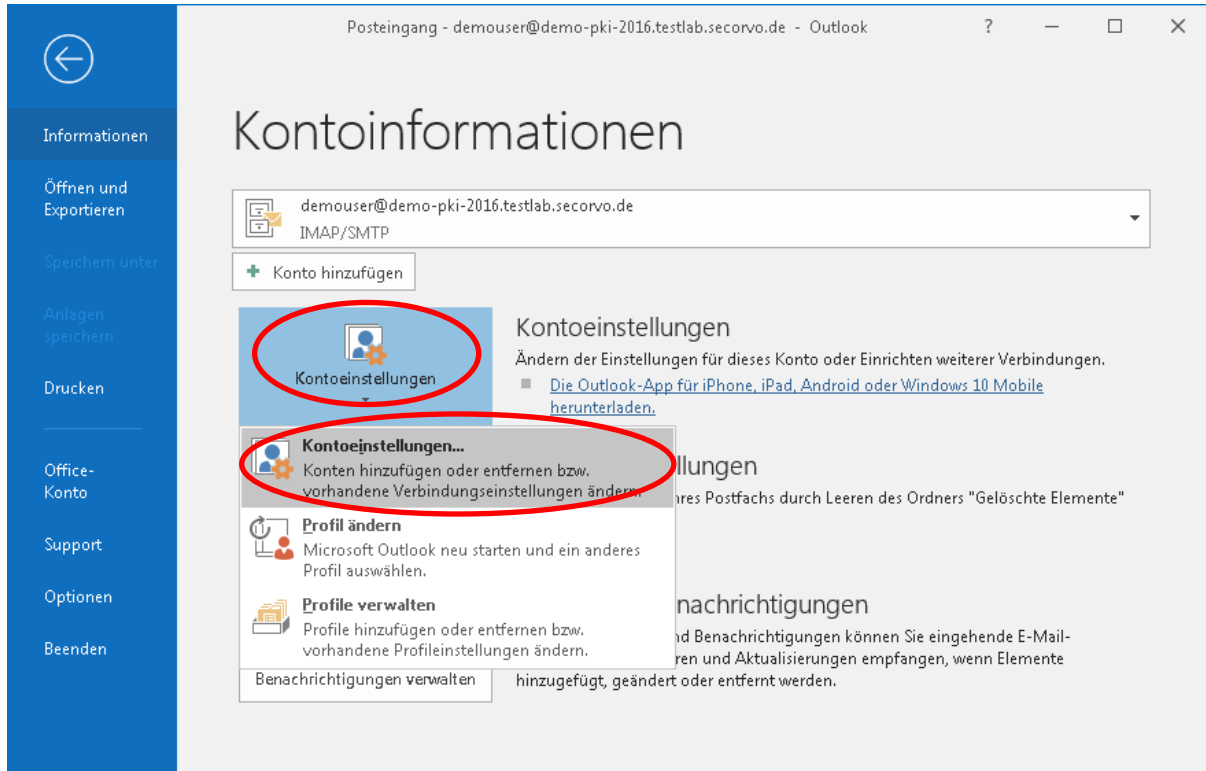 Posteingang - demouser@demo-pki-2016.testlab.secorvo.de - Outlook
?
Informationen
Öffnen und
Exportieren
Speichern unter
Anlagen
speichern
Drucken
Office-
Konto
Support
Optionen
Beenden
Kontoinformationen
demouser@demo-pki-2016.testlab.secorvo.de
IMAP/SMTP
Konto hinzufügen
Kontoeinstellungen
Kontoeinstellungen
Ändern der Einstellungen für dieses Konto oder Einrichten weiterer Verbindungen.
Die Outlook-App für iPhone, iPad, Android oder Windows 10 Mobile
herunterladen.
Kontoeinstellungen...
Konten hinzufügen oder entfernen bzw.
vorhandene Verbindungseinstellungen ändern.
Profil ändern
Microsoft Outlook neu starten und ein anderes
Profil auswählen.
Profile verwalten
Profile hinzufügen oder entfernen bzw.
vorhandene Profileinstellungen ändern.
llungen
hres Postfachs durch Leeren des Ordners "Gelöschte Elemente"
nachrichtigungen
nd Benachrichtigungen können Sie eingehende E-Mail-
ren und Aktualisierungen empfangen, wenn Elemente
hinzugefügt, geändert oder entfernt werden.
Benachrichtigungen verwalten